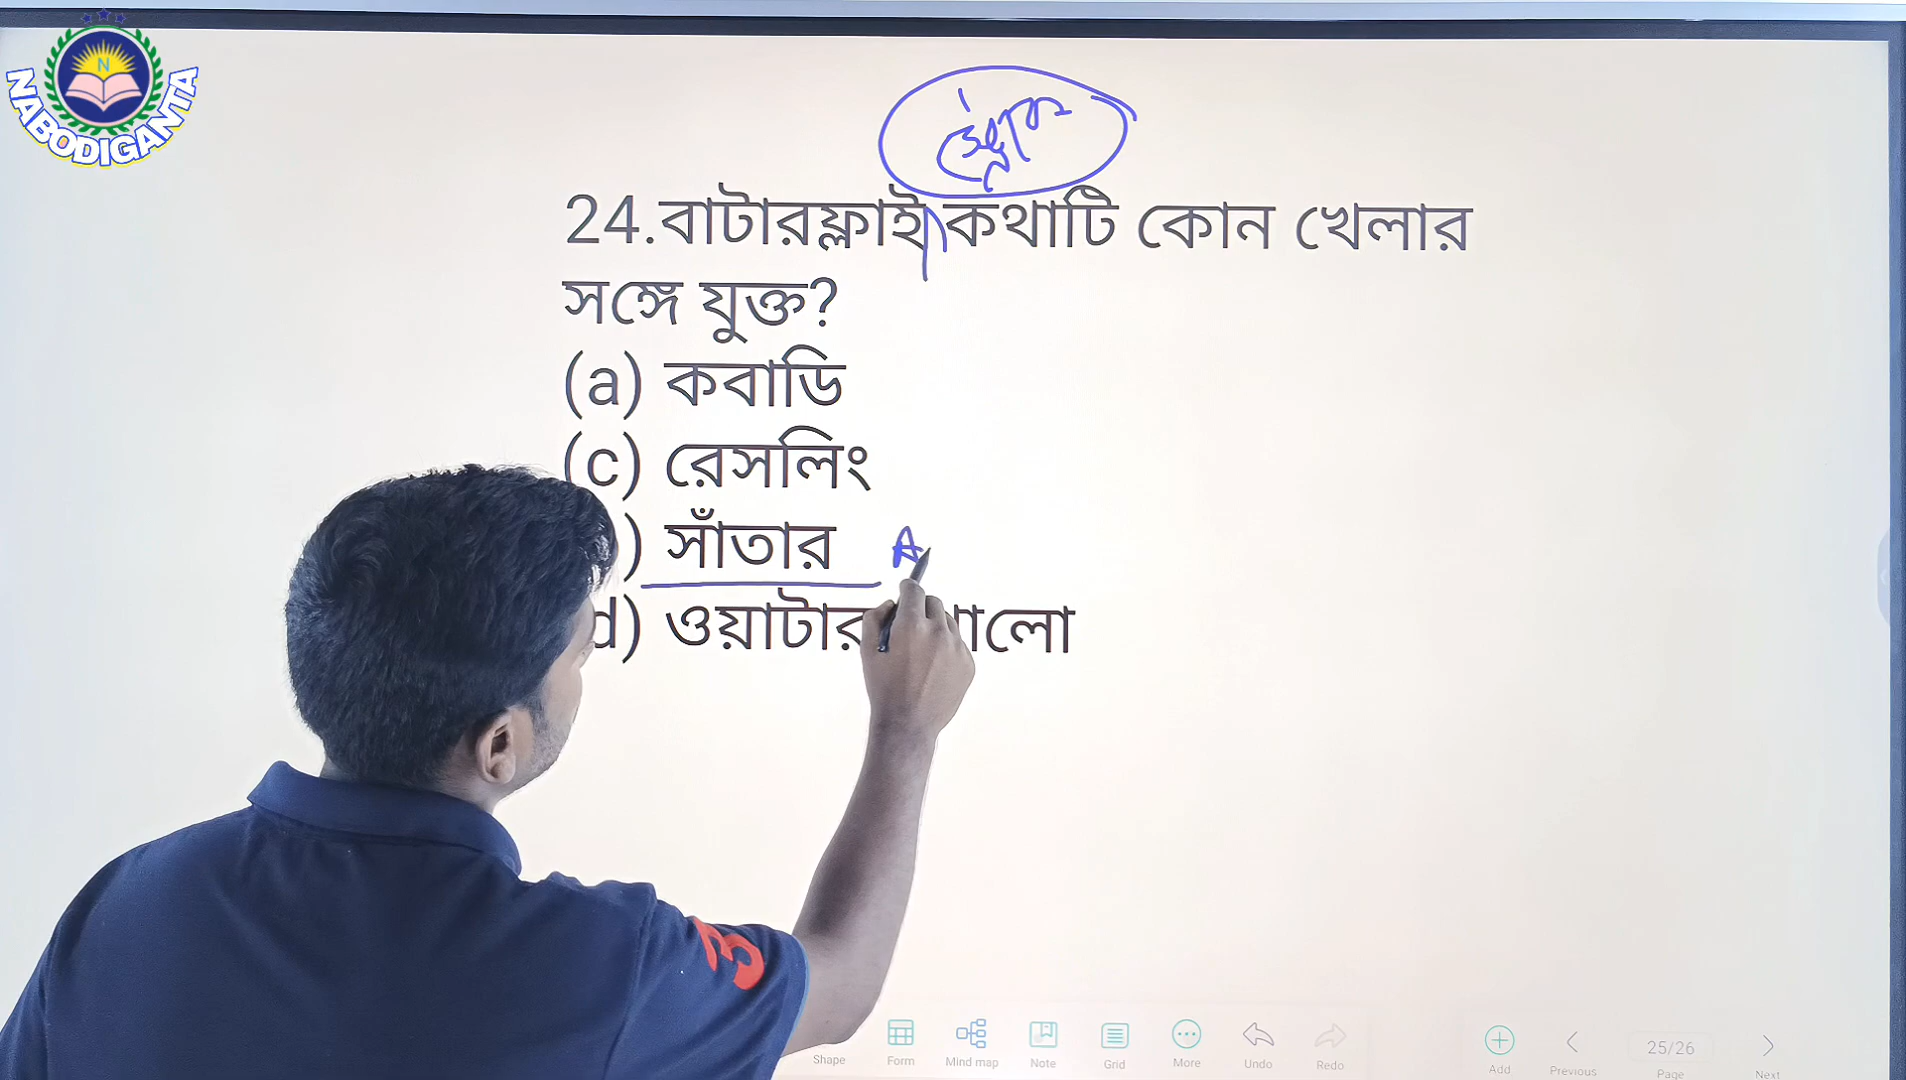 NABODIGANTA
N
স্ট্রোক
24.বাটারফ্লাই কথাটি কোন খেলার
সঙ্গে যুক্ত?
(a) কবাডি
(c) রেসলিং
) সাঁতার A
d) ওয়াটার
3
Shape Form Mind map Note Grid More Undo Redo Add Previous 25/26 Page Next